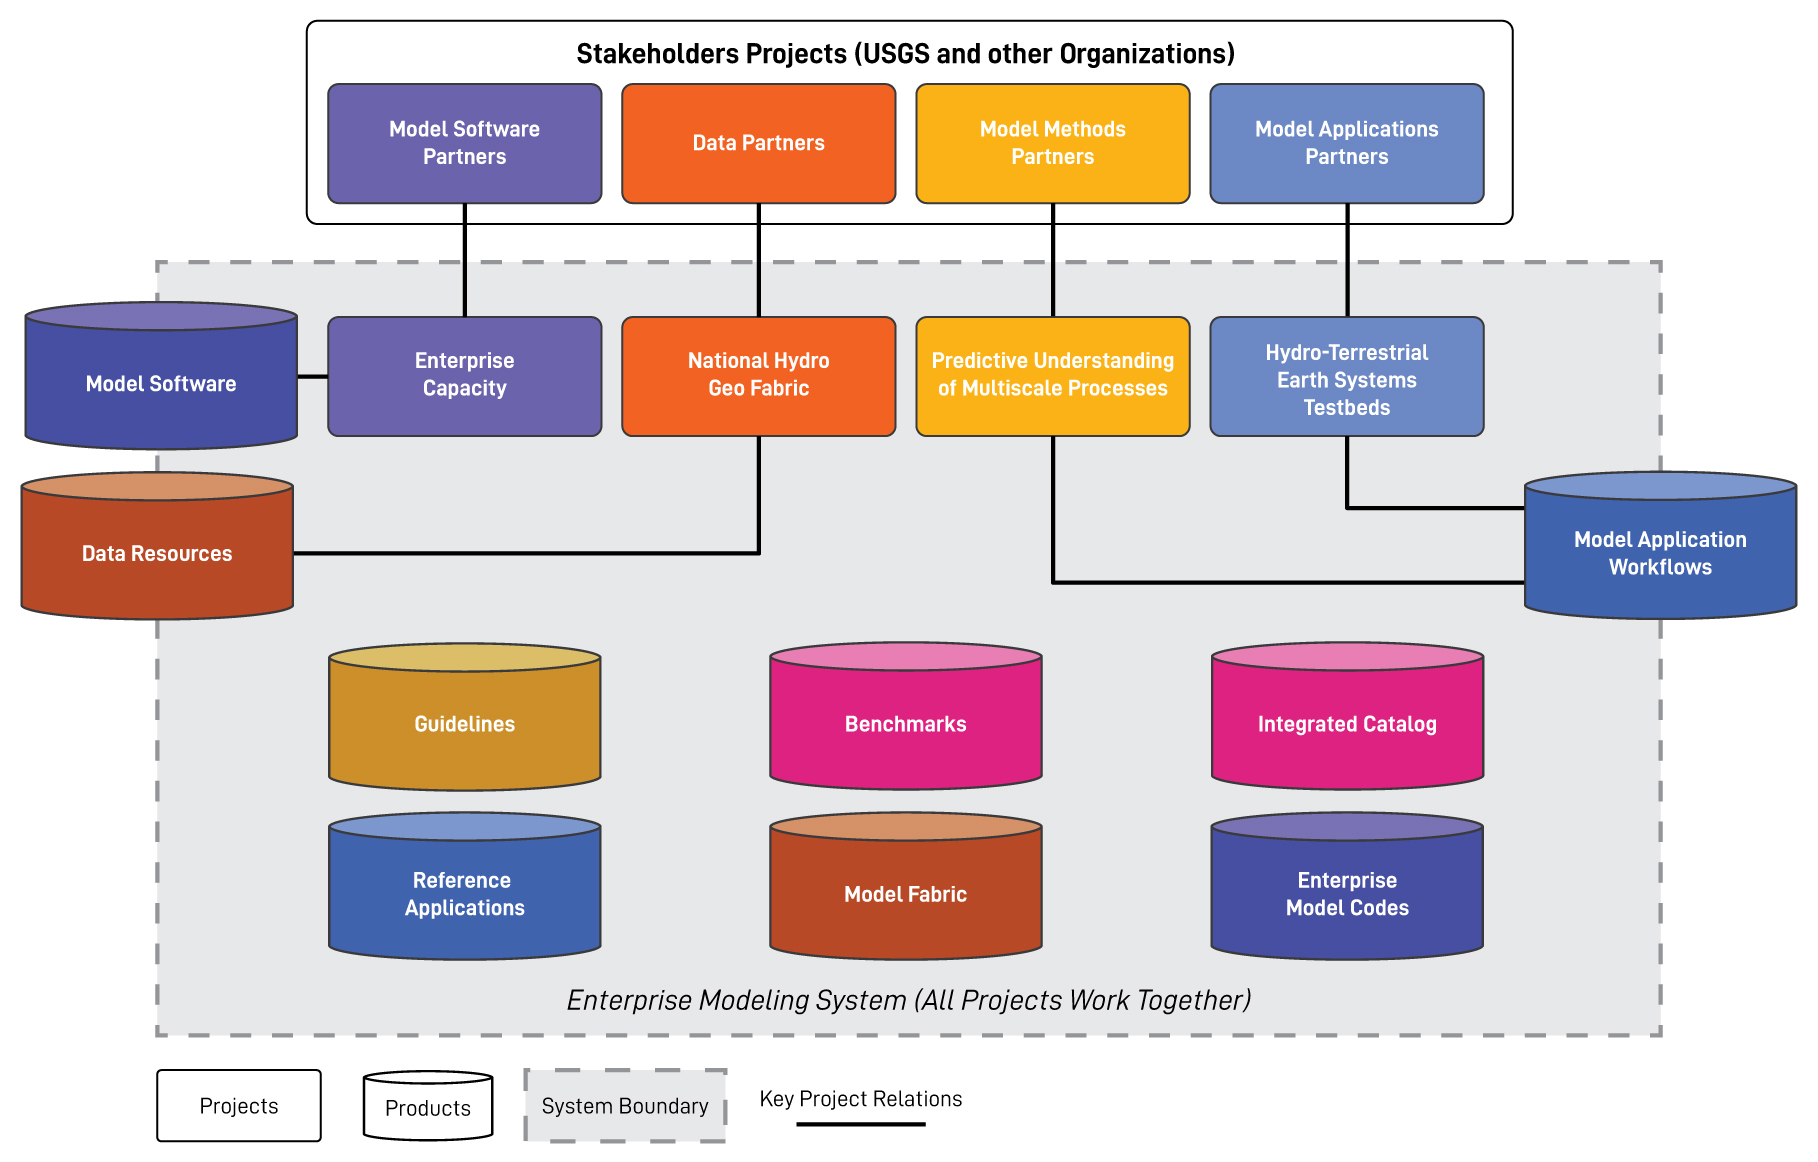 Stakeholders Projects (USGS and other Organizations)
Model Software
Partners
Data Partners
Model Methods
Partners
Model Applications
Partners
Model Software
Enterprise
Capacity
National Hydro
Geo Fabric
Predictive Understanding
of Multiscale Processes
Hydro-Terrestrial
Earth Systems
Testbeds
Data Resources
Model Application
Workflows
Guidelines
Benchmarks
Integrated Catalog
Reference
Applications
Model Fabric
Enterprise
Model Codes
Enterprise Modeling System (All Projects Work Together)
Projects
Products
System Boundary
Key Project Relations